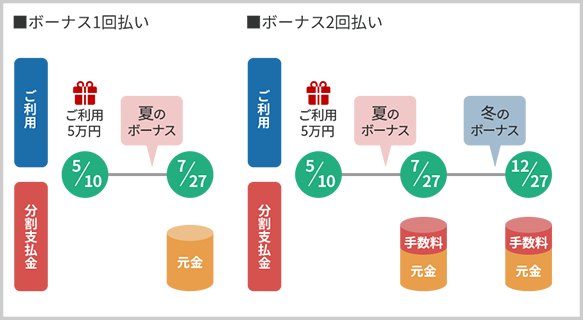 ■ボーナス1回払い
ご利用
ご利用
5万円
夏の
ボーナス
5/10
7/27
分割支払金
元金
■ボーナス2回払い
ご利用
ご利用
5万円
夏の
ボーナス
冬の
ボーナス
5/10
7/27
12/27
分割支払金
手数料
元金
手数料
元金